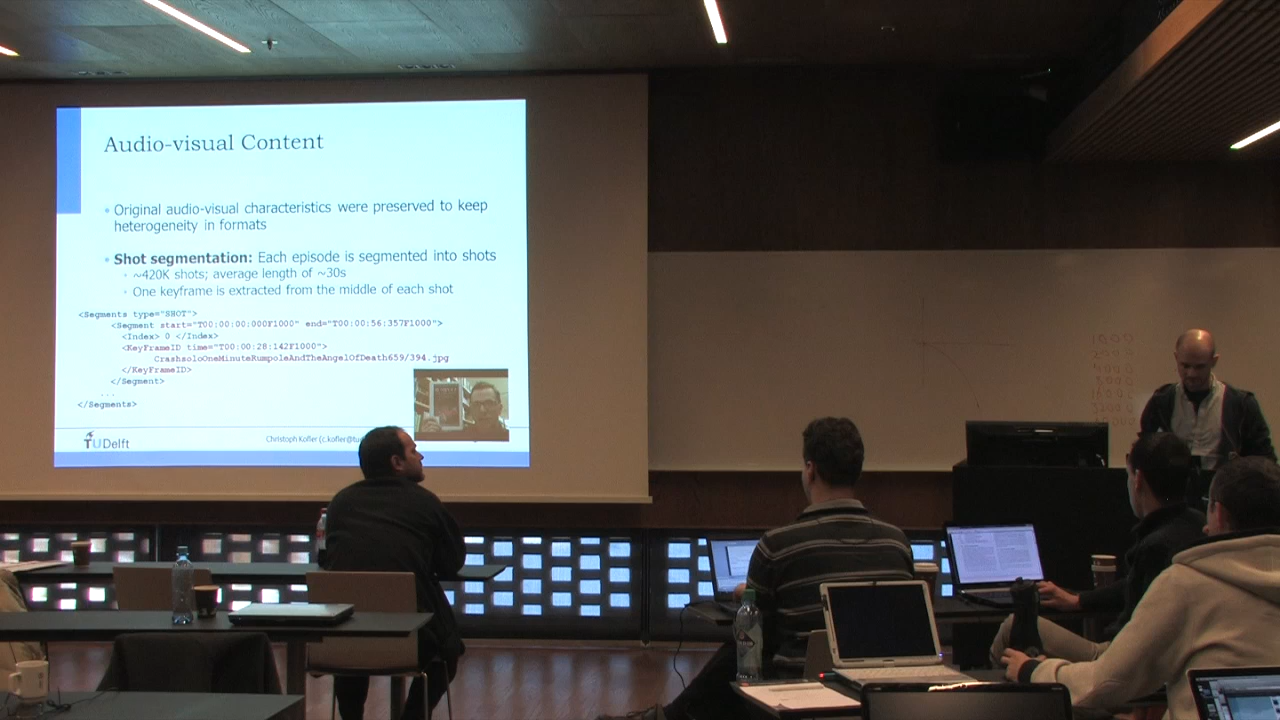 Audio-visual Content
• Original audio-visual characteristics were preserved to keep
heterogeneity in formats
• Shot segmentation: Each episode is segmented into shots
• ~420K shots; average length of ~30s
• One keyframe is extracted from the middle of each shot
<Segments type="SHOT">
<Segment start="T00:00:00:000F1000" end="T00:00:56:357F1000">
<Index> 0 </Index>
<KeyFrameID time="T00:00:28:142F1000">
CrashsoloOneMinuteRumpoleAndTheAngelOfDeath659/394.jpg
</KeyFrameID>
</Segment>
...
</Segments>
TUDelft
Christoph Kofler (c.kofler@tud